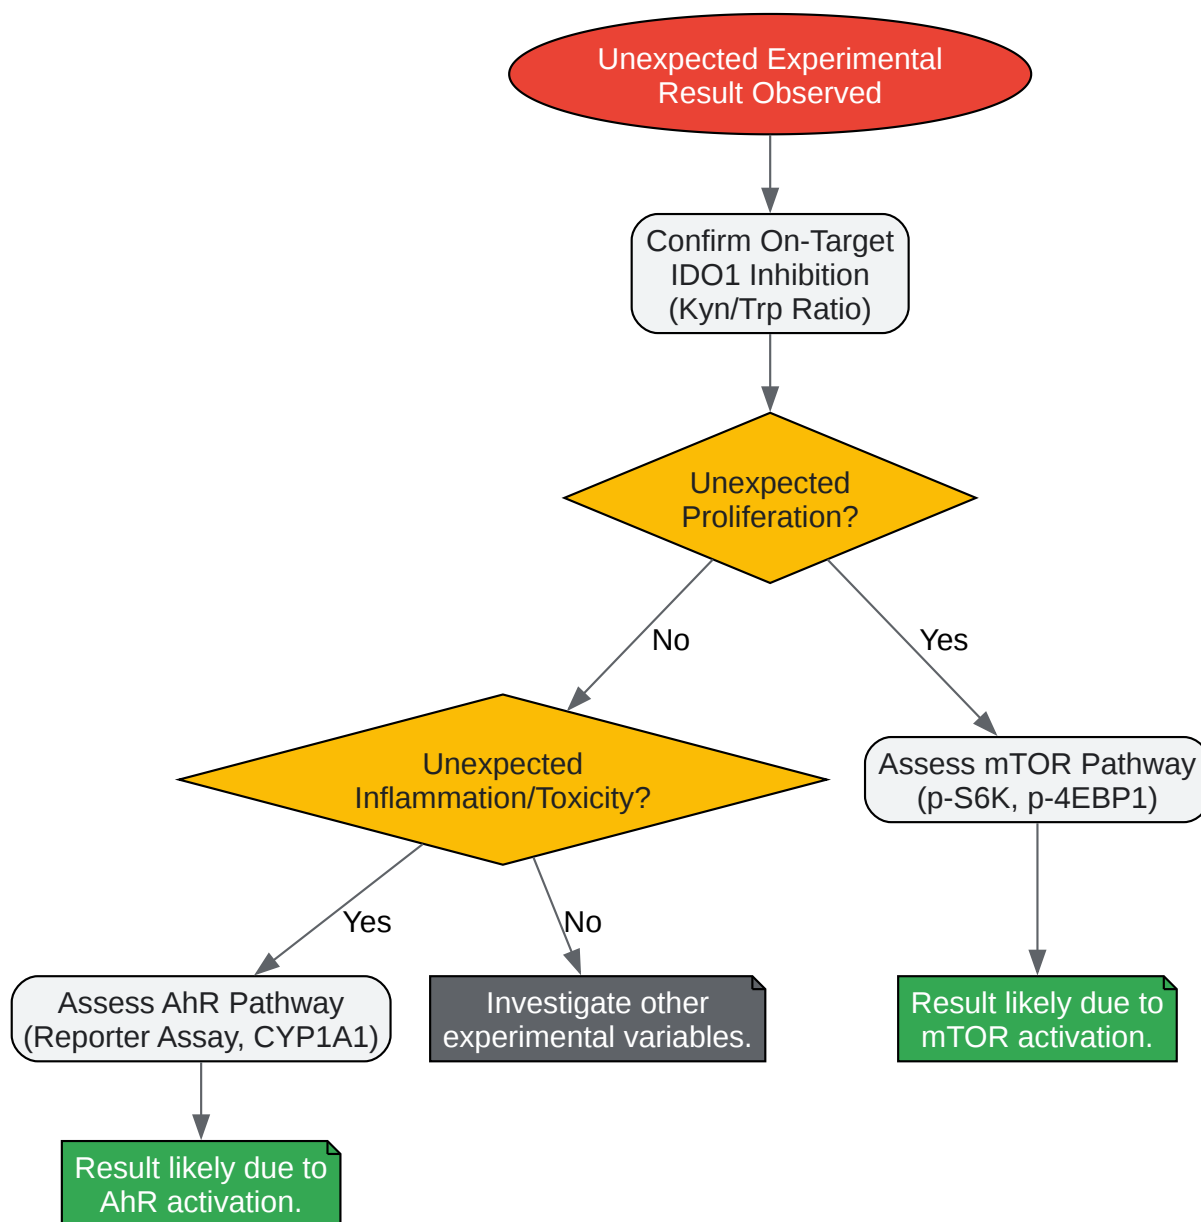 Unexpected Experimental
Result Observed
Confirm On-Target
IDO1 Inhibition
(Kyn/Trp Ratio)
Unexpected
Proliferation?
No
Yes
Unexpected
Inflammation/Toxicity?
Assess mTOR Pathway
(p-S6K, p-4EBP1)
Yes
No
Assess AhR Pathway
(Reporter Assay, CYP1A1)
Investigate other
experimental variables.
Result likely due to
mTOR activation.
Result likely due to
AhR activation.